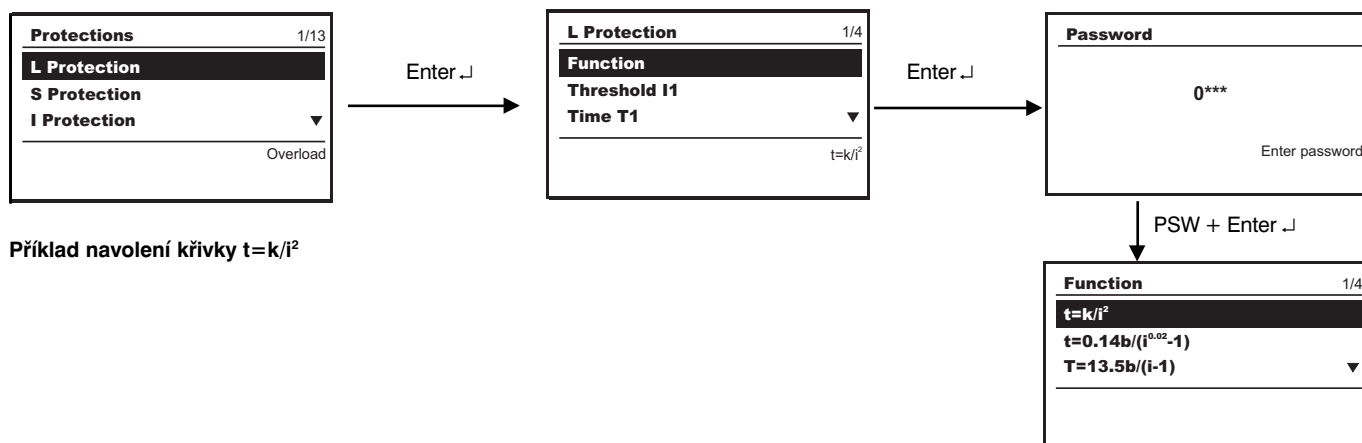 Protections 1/13
L Protection
S Protection
I Protection ▼
Overload
Enter ↵
L Protection 1/4
Function
Threshold I1
Time T1 ▼
t=k/i²
Enter ↵
Password
0***
Enter password
PSW + Enter ↵
Příklad navolení křivky t=k/i²
Function 1/4
t=k/i²
t=0.14b/(i⁰·⁰²-1)
T=13.5b/(i-1) ▼